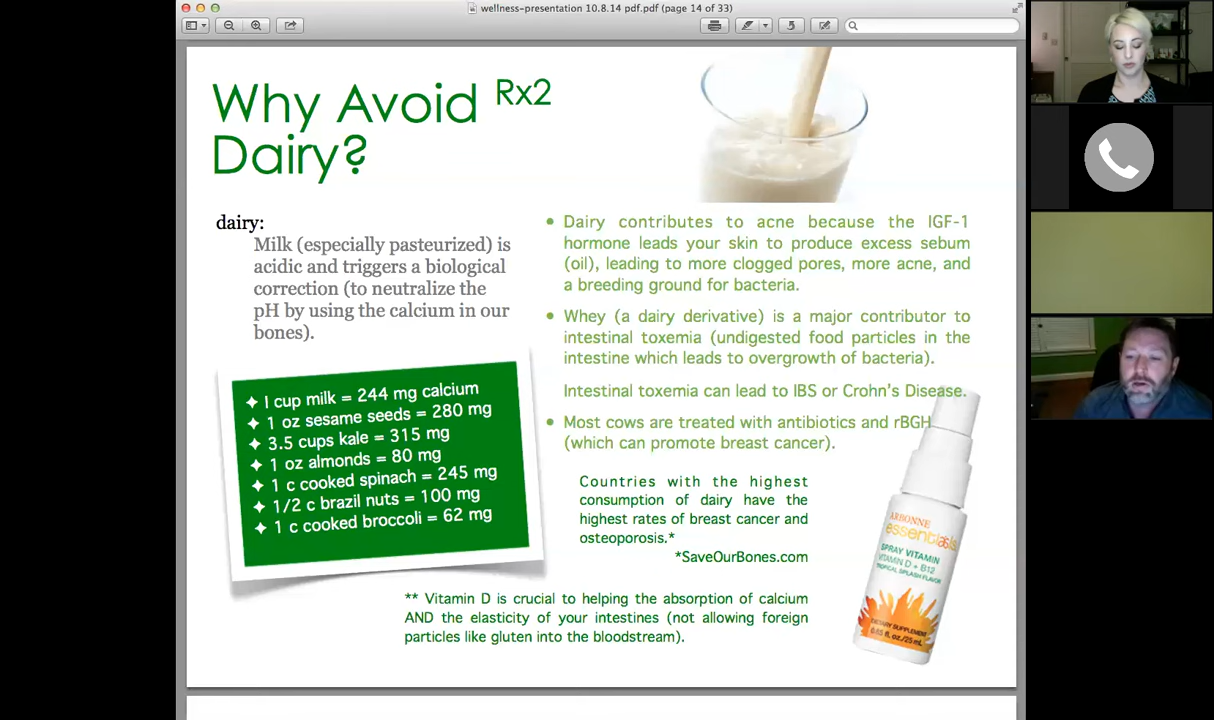 wellness-presentation 10.8.14 pdf.pdf (page 14 of 33)
Why Avoid Rx2
Dairy?
dairy:
Milk (especially pasteurized) is
acidic and triggers a biological
correction (to neutralize the
pH by using the calcium in our
bones).
1 cup milk = 244 mg calcium
1 oz sesame seeds = 280 mg
3.5 cups kale = 315 mg
1 oz almonds = 80 mg
1 c cooked spinach = 245 mg
1/2 c brazil nuts = 100 mg
1 c cooked broccoli = 62 mg
• Dairy contributes to acne because the IGF-1
hormone leads your skin to produce excess sebum
(oil), leading to more clogged pores, more acne, and
a breeding ground for bacteria.
• Whey (a dairy derivative) is a major contributor to
intestinal toxemia (undigested food particles in the
intestine which leads to overgrowth of bacteria).
Intestinal toxemia can lead to IBS or Crohn's Disease.
• Most cows are treated with antibiotics and rBGH
(which can promote breast cancer).
Countries with the highest
consumption of dairy have the
highest rates of breast cancer and
osteoporosis.*
*SaveOurBones.com
** Vitamin D is crucial to helping the absorption of calcium
AND the elasticity of your intestines (not allowing foreign
particles like gluten into the bloodstream).
ARBONNE
essentials
SPRAY VITAMIN
VITAMIN D + B12
TROPICAL SPLASH FLAVOR
DIETARY SUPPLEMENT